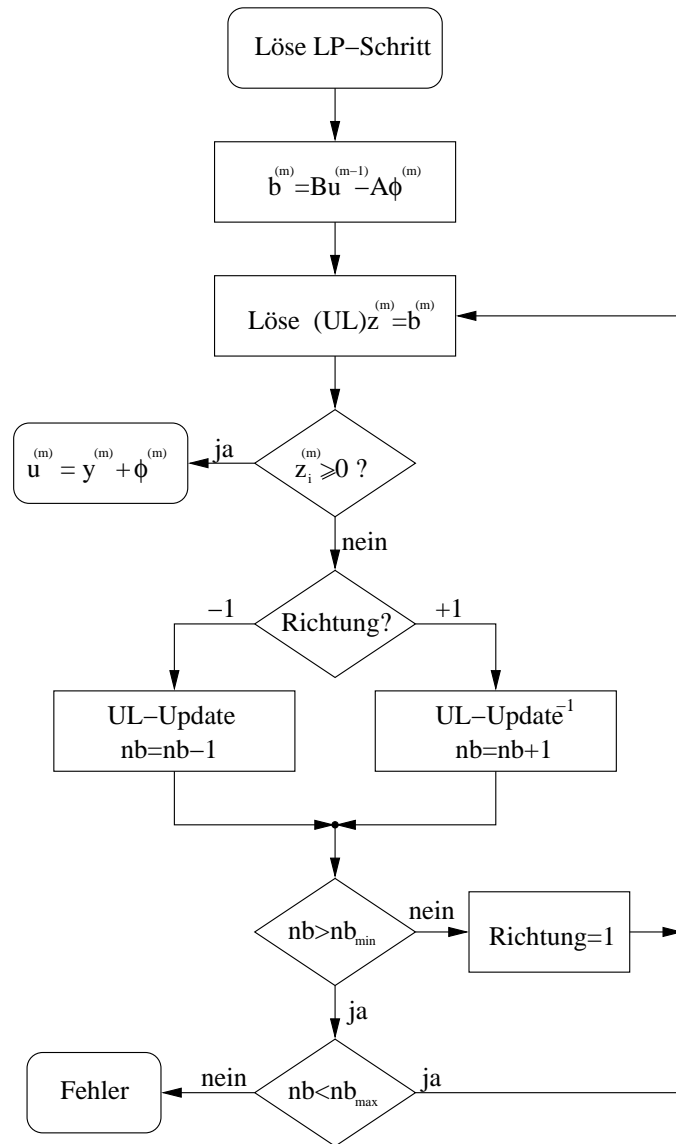 Löse LP−Schritt
b⁽ᵐ⁾=Bu⁽ᵐ⁻¹⁾−Aϕ⁽ᵐ⁾
Löse (UL)z⁽ᵐ⁾=b⁽ᵐ⁾
ja
u⁽ᵐ⁾ = y⁽ᵐ⁾+ϕ⁽ᵐ⁾
zᵢ⁽ᵐ⁾⩾0 ?
nein
−1
Richtung?
+1
UL−Update
nb=nb−1
UL−Update⁻¹
nb=nb+1
nb>nb_min
nein
Richtung=1
ja
Fehler
nein
nb<nb_max
ja